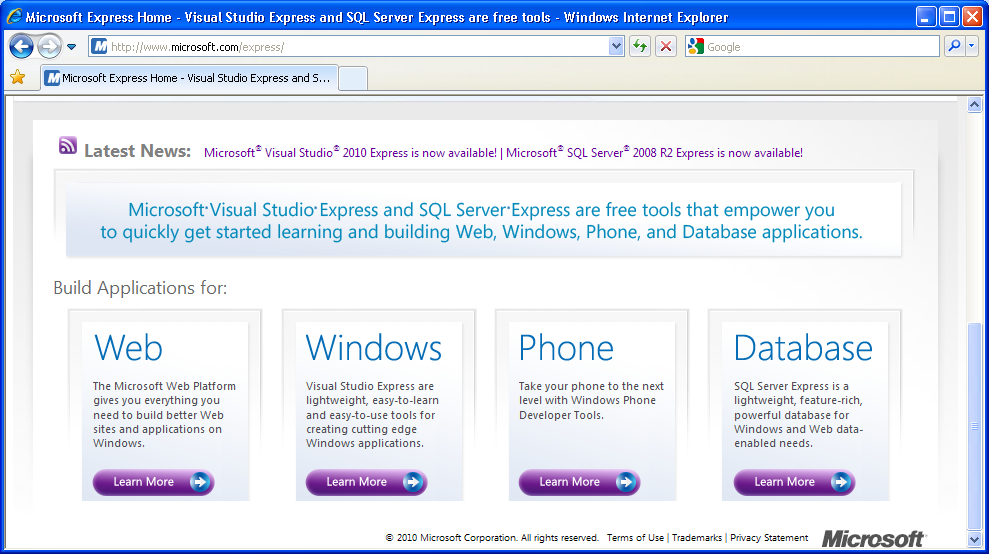 Microsoft Express Home - Visual Studio Express and SQL Server Express are free tools - Windows Internet Explorer
http://www.microsoft.com/express/
Google
Microsoft Express Home - Visual Studio Express and S...
Latest News: Microsoft® Visual Studio® 2010 Express is now available! | Microsoft® SQL Server® 2008 R2 Express is now available!
Microsoft® Visual Studio® Express and SQL Server® Express are free tools that empower you
to quickly get started learning and building Web, Windows, Phone, and Database applications.
Build Applications for:
Web
The Microsoft Web Platform
gives you everything you
need to build better Web
sites and applications on
Windows.
Learn More
Windows
Visual Studio Express are
lightweight, easy-to-learn
and easy-to-use tools for
creating cutting edge
Windows applications.
Learn More
Phone
Take your phone to the next
level with Windows Phone
Developer Tools.
Learn More
Database
SQL Server Express is a
lightweight, feature-rich,
powerful database for
Windows and Web data-
enabled needs.
Learn More
© 2010 Microsoft Corporation. All rights reserved. Terms of Use | Trademarks | Privacy Statement
Microsoft®